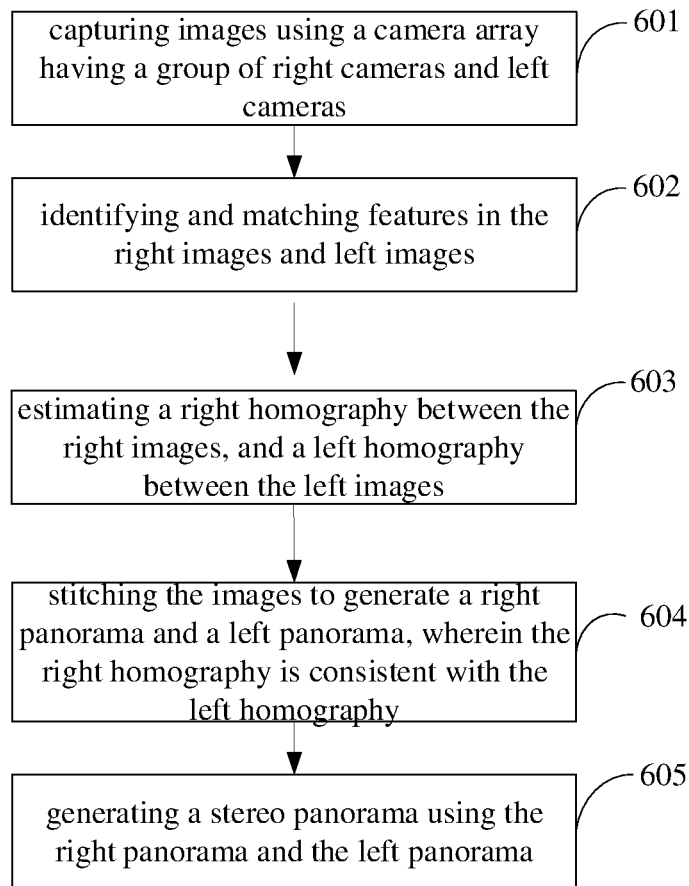 capturing images using a camera array
having a group of right cameras and left
cameras
601
identifying and matching features in the
right images and left images
602
estimating a right homography between the
right images, and a left homography
between the left images
603
stitching the images to generate a right
panorama and a left panorama, wherein the
right homography is consistent with the
left homography
604
generating a stereo panorama using the
right panorama and the left panorama
605